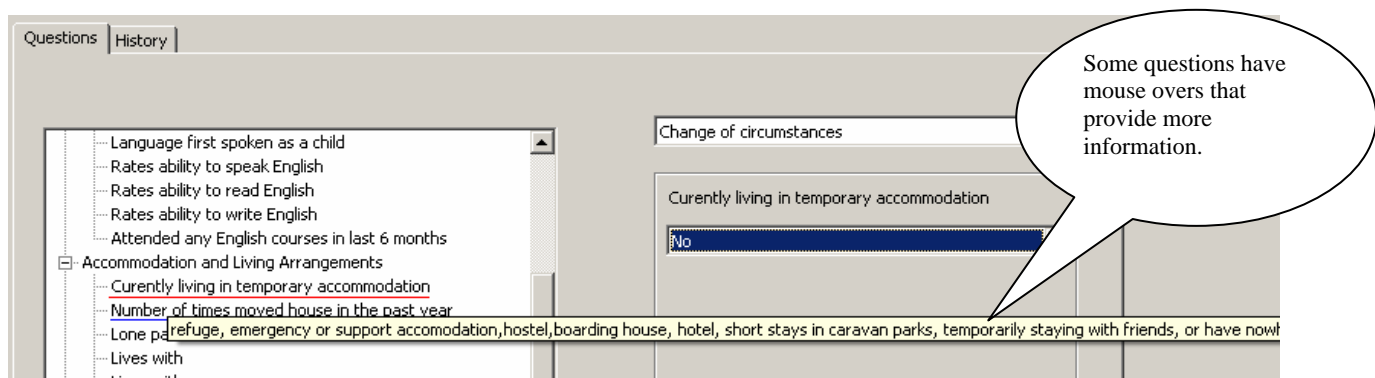 Questions
History
Some questions have
mouse overs that
provide more
information.
Change of circumstances
Language first spoken as a child
Rates ability to speak English
Rates ability to read English
Rates ability to write English
Attended any English courses in last 6 months
Accommodation and Living Arrangements
Curently living in temporary accommodation
Number of times moved house in the past year
Lone
Lives with
Curently living in temporary accommodation
No
refuge, emergency or support accomodation,hostel,boarding house, hotel, short stays in caravan parks, temporarily staying with friends, or have